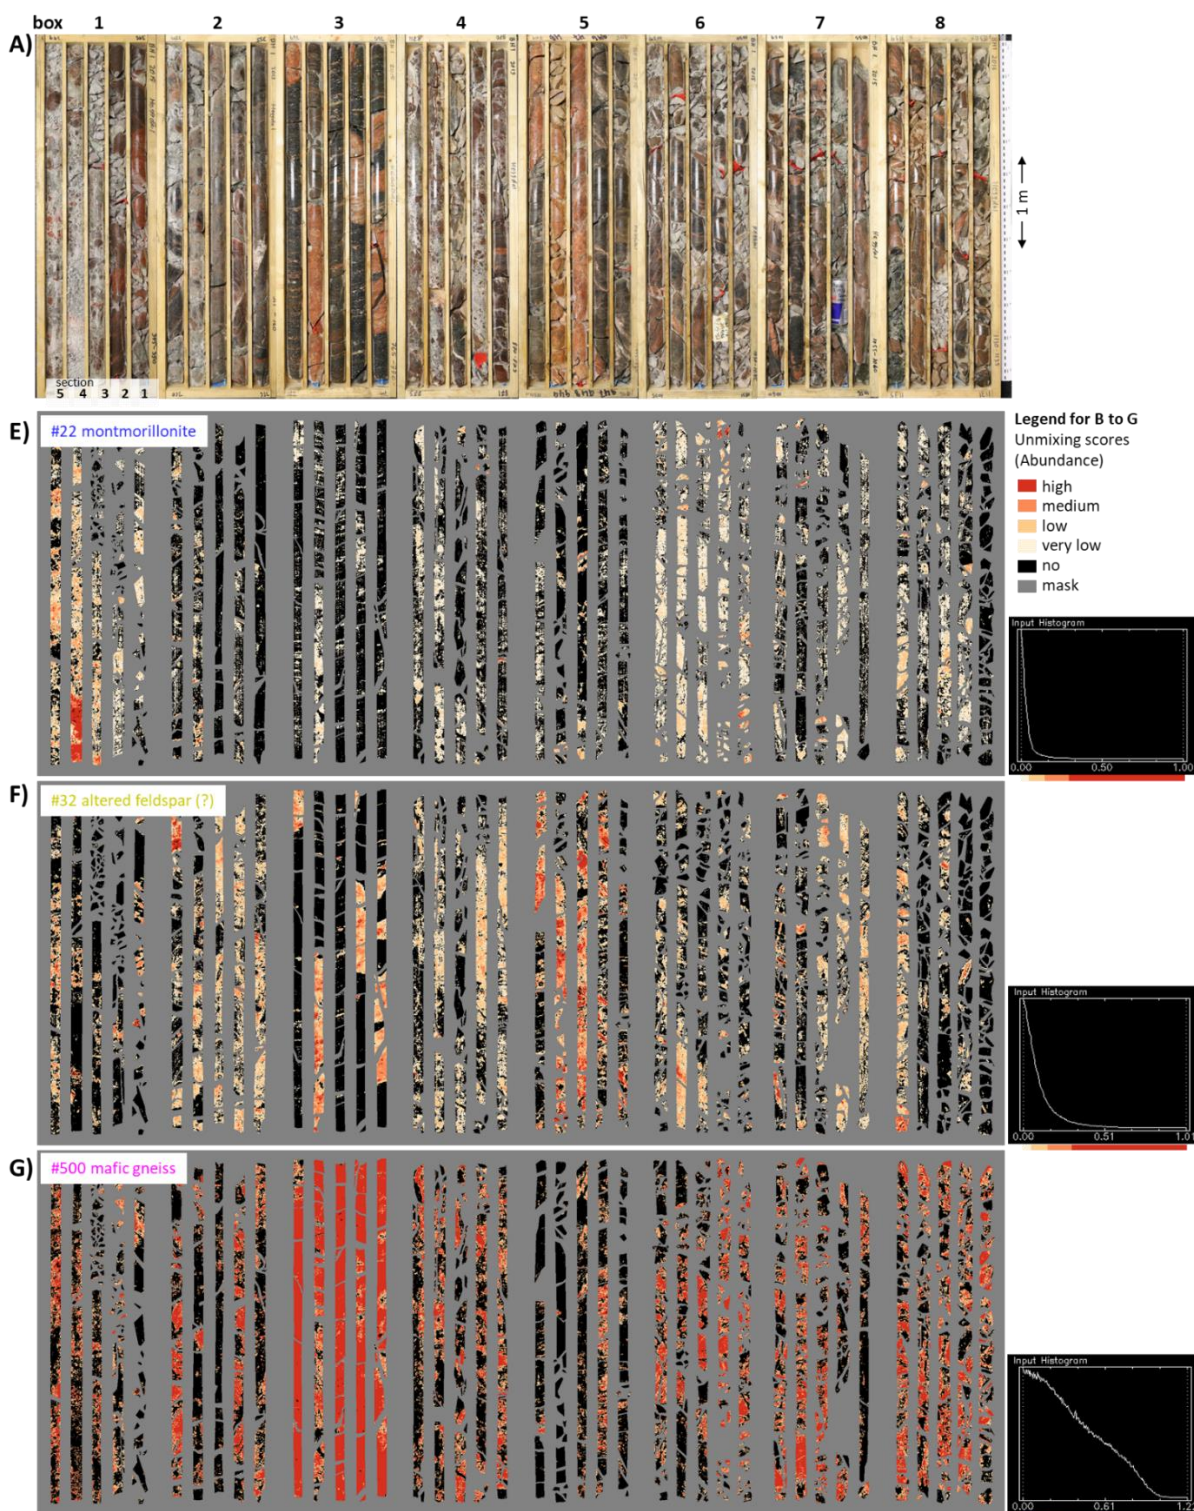 box 1 2 3 4 5 6 7 8
A)
1 m
section
5 4 3 2 1
E)
#22 montmorillonite
Legend for B to G
Unmixing scores
(Abundance)
high
medium
low
very low
no
mask
Input Histogram
0.00 0.50 1.00
F)
#32 altered feldspar (?)
Input Histogram
0.00 0.51 1.01
G)
#500 mafic gneiss
Input Histogram
0.00 0.61